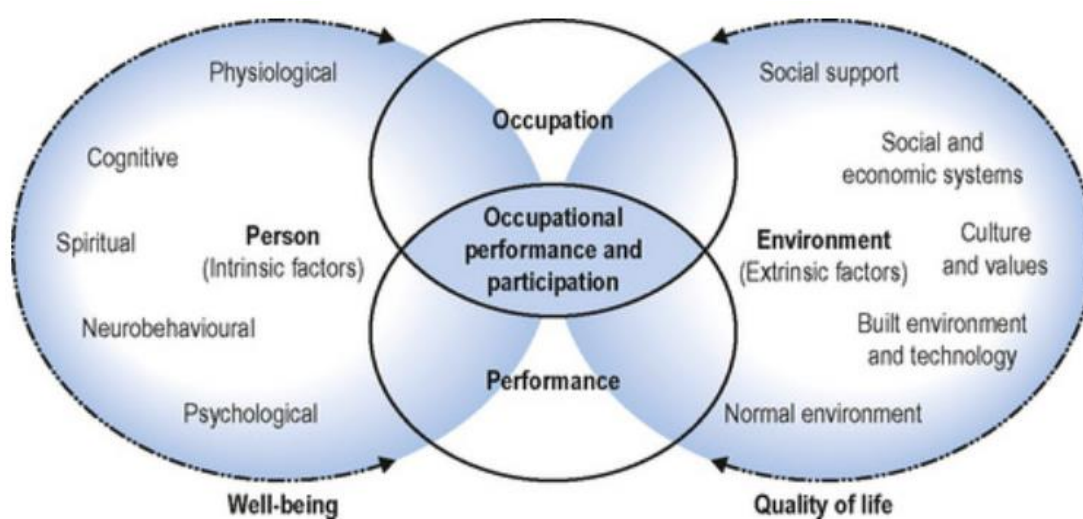 Physiological
Cognitive
Spiritual
Person
(Intrinsic factors)
Neurobehavioural
Psychological
Well-being
Occupation
Occupational
performance and
participation
Performance
Social support
Social and
economic systems
Environment
(Extrinsic factors)
Culture
and values
Built environment
and technology
Normal environment
Quality of life